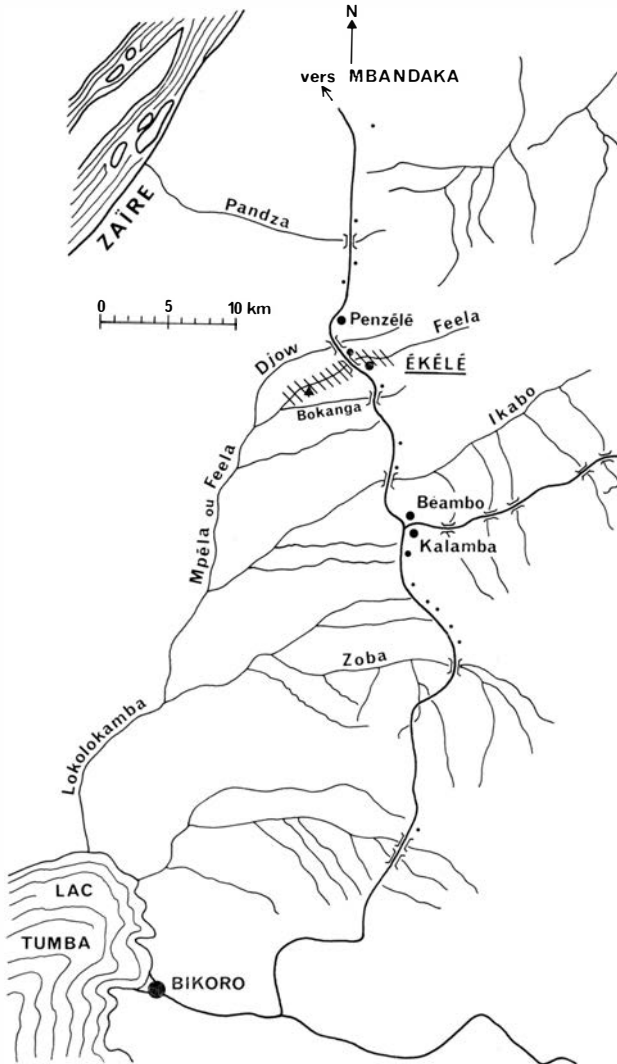 N
vers MBANDAKA
ZAÏRE
Pandza
0 5 10 km
Penzélé
Feela
Djow
ÉKÉLÉ
Bokanga
Ikabo
Mpéla ou Feela
Béambo
Kalamba
Zoba
Lokolokamba
LAC
TUMBA
BIKORO